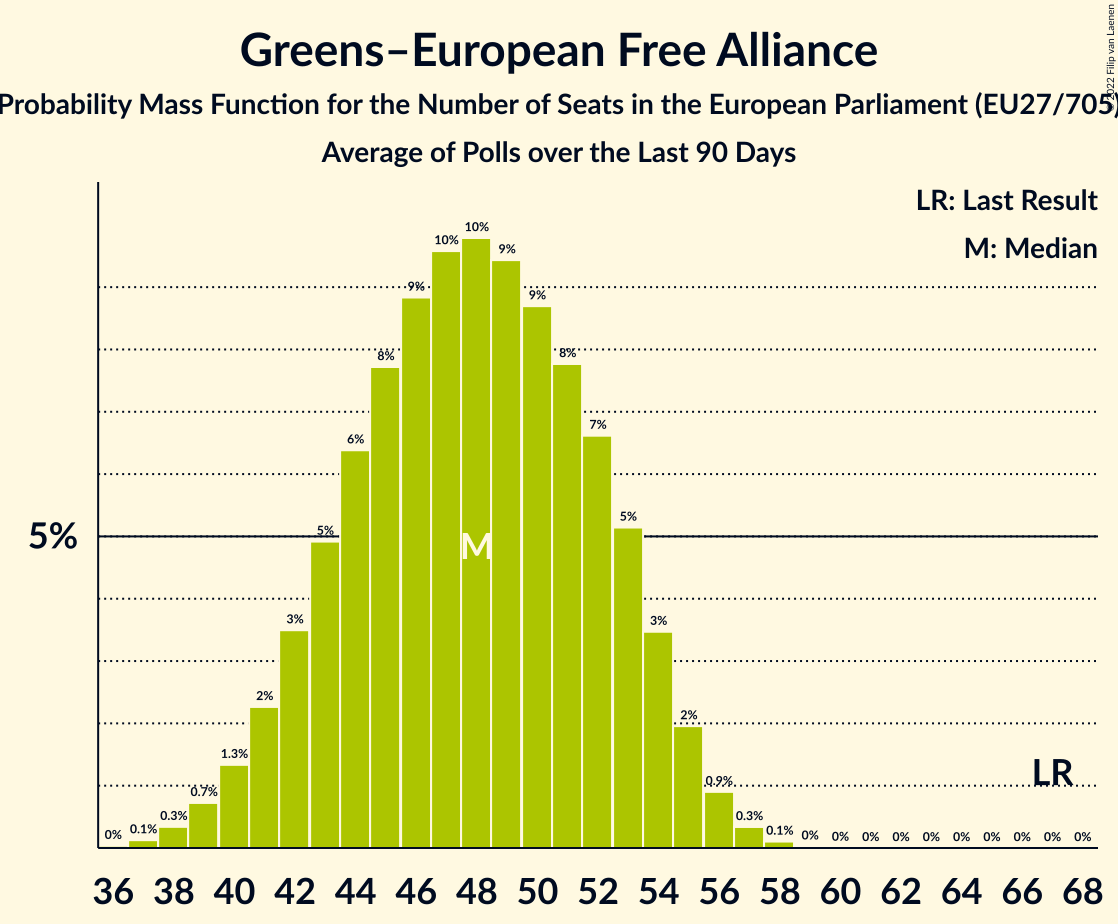 Greens–European Free Alliance
Probability Mass Function for the Number of Seats in the European Parliament (EU27/705)
Average of Polls over the Last 90 Days
© 2022 Filip van Laenen
LR: Last Result
M: Median
5%
0% 0.1% 0.3% 0.7% 1.3% 2% 3% 5% 6% 8% 9% 10% 10% 9% 9% 8% 7% 5% 3% 2% 0.9% 0.3% 0.1% 0% 0% 0% 0% 0% 0% 0% 0% 0% 0%
M
LR
36 38 40 42 44 46 48 50 52 54 56 58 60 62 64 66 68